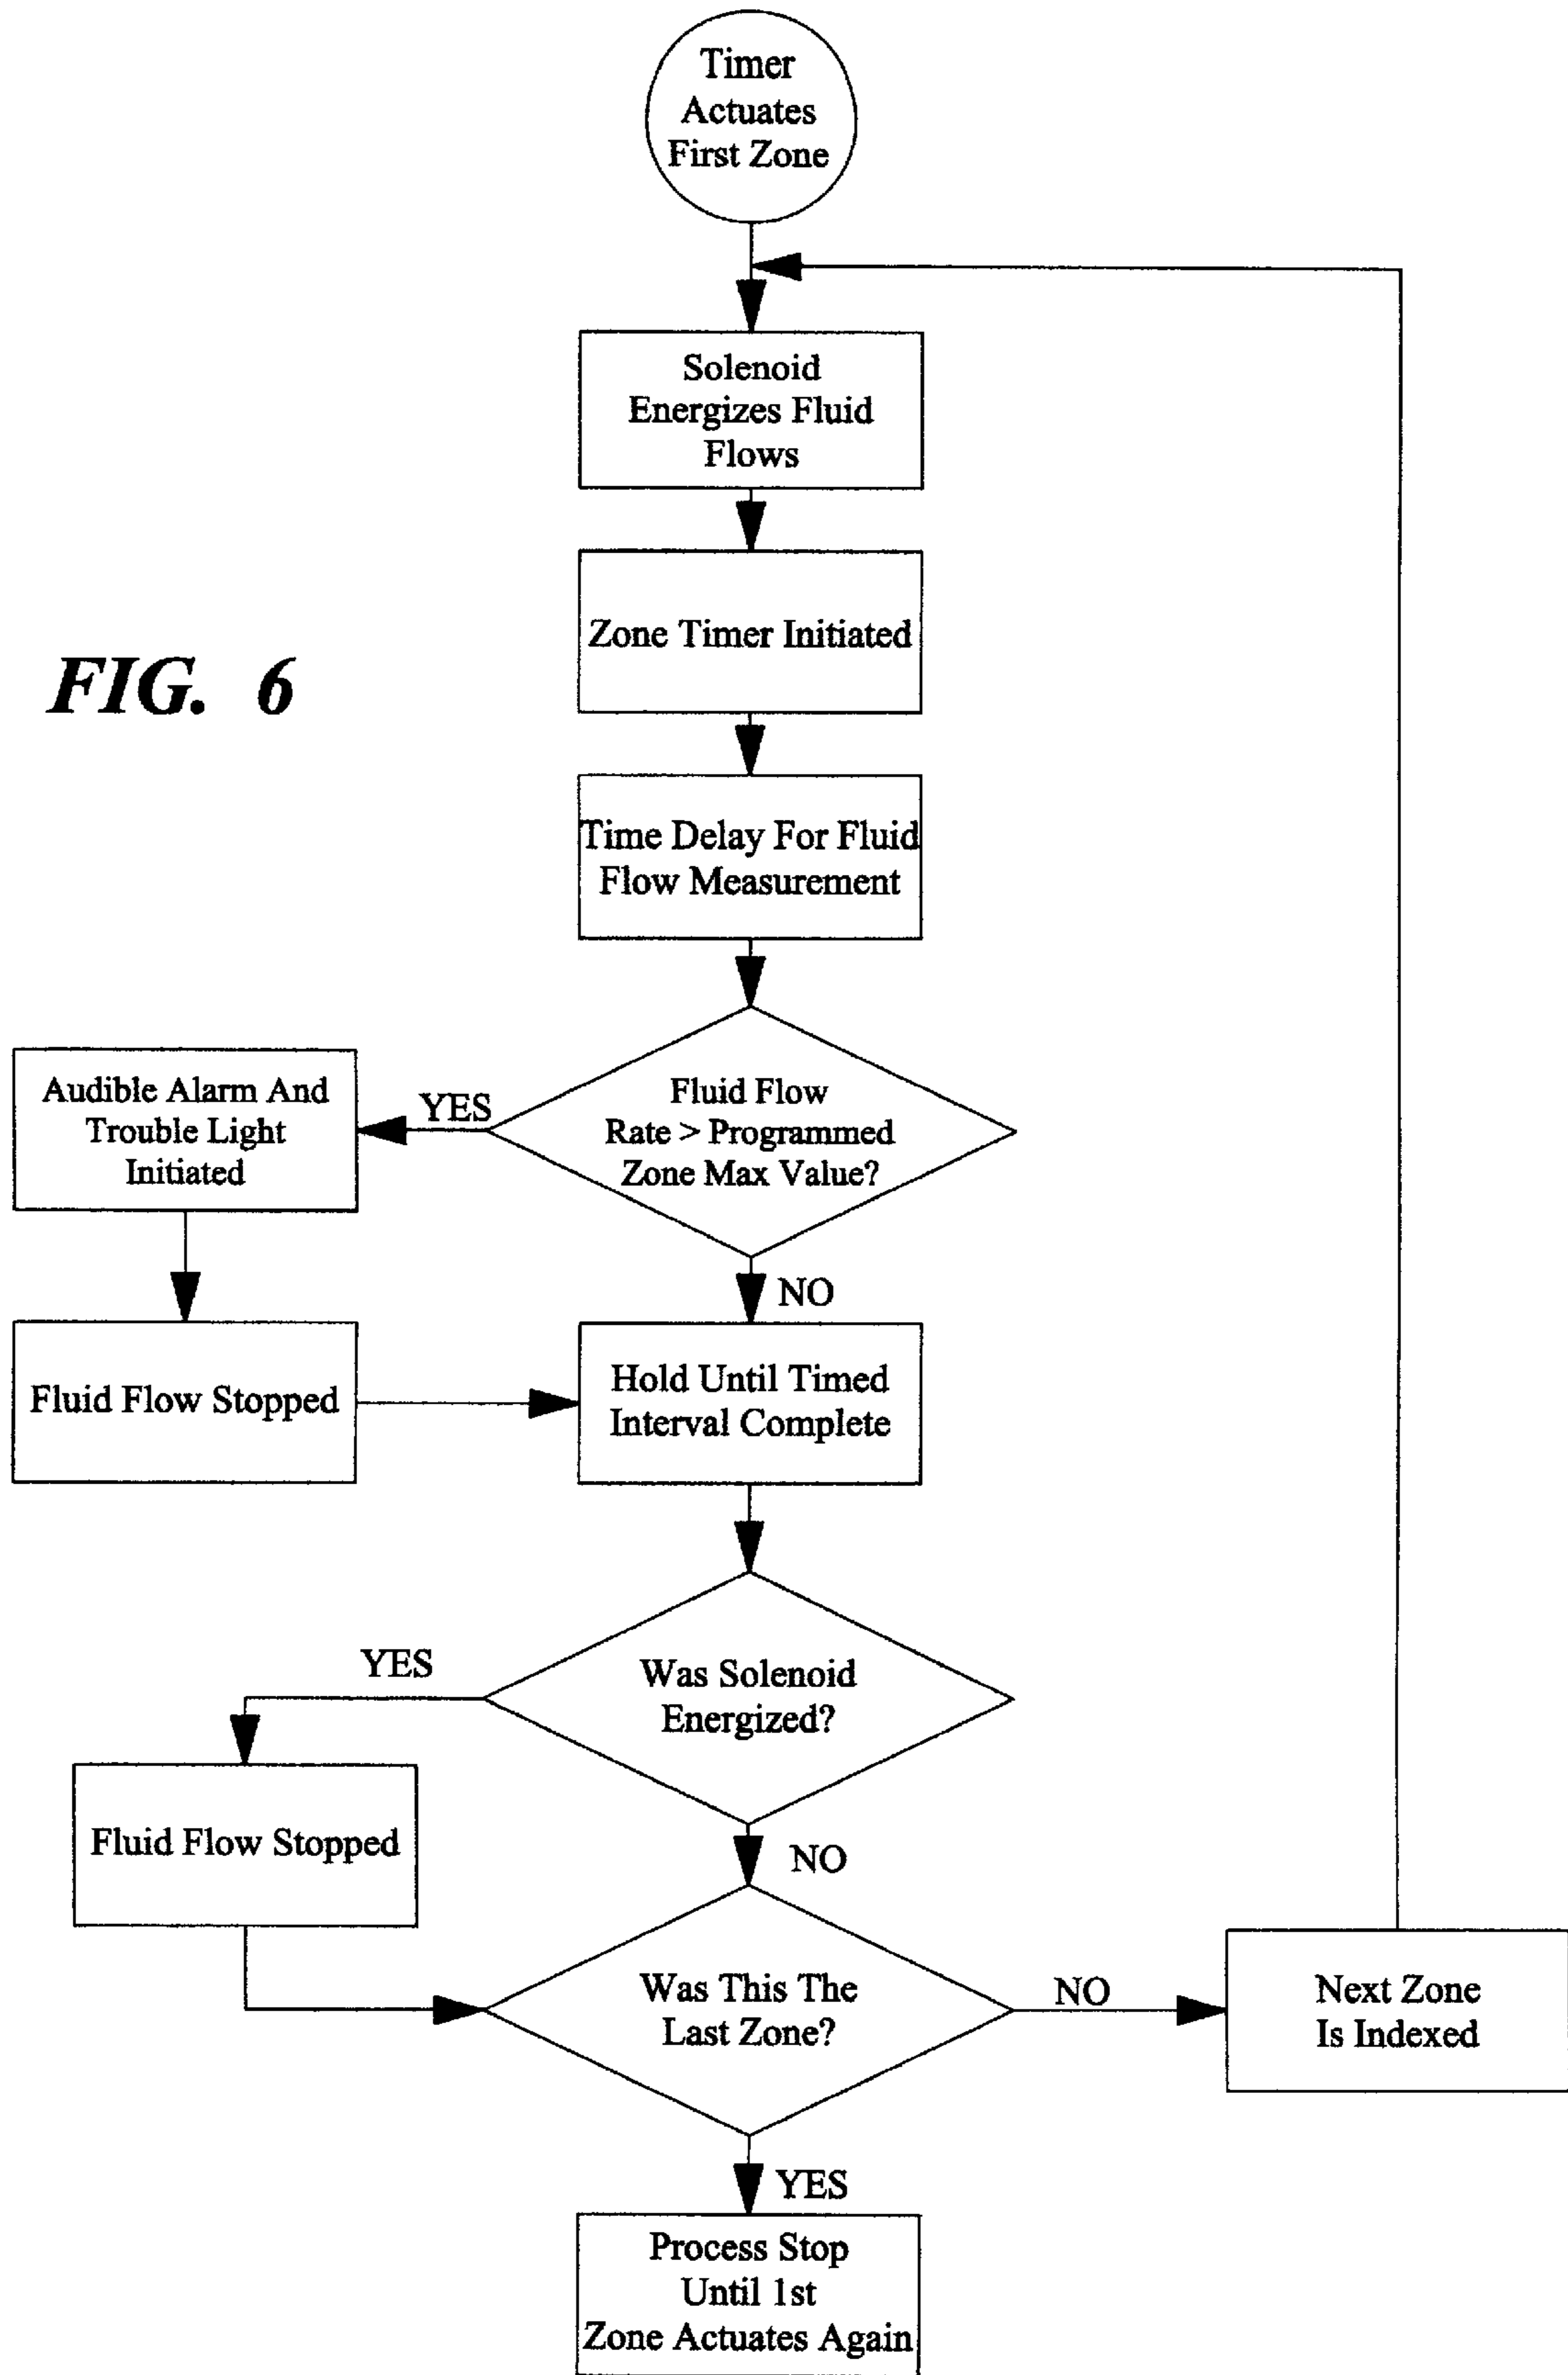 Timer
Actuates
First Zone
Solenoid
Energizes Fluid
Flows
Zone Timer Initiated
FIG. 6
Time Delay For Fluid
Flow Measurement
Fluid Flow
Rate > Programmed
Zone Max Value?
YES
Audible Alarm And
Trouble Light
Initiated
NO
Fluid Flow Stopped
Hold Until Timed
Interval Complete
Was Solenoid
Energized?
YES
Fluid Flow Stopped
NO
Was This The
Last Zone?
NO
Next Zone
Is Indexed
YES
Process Stop
Until 1st
Zone Actuates Again